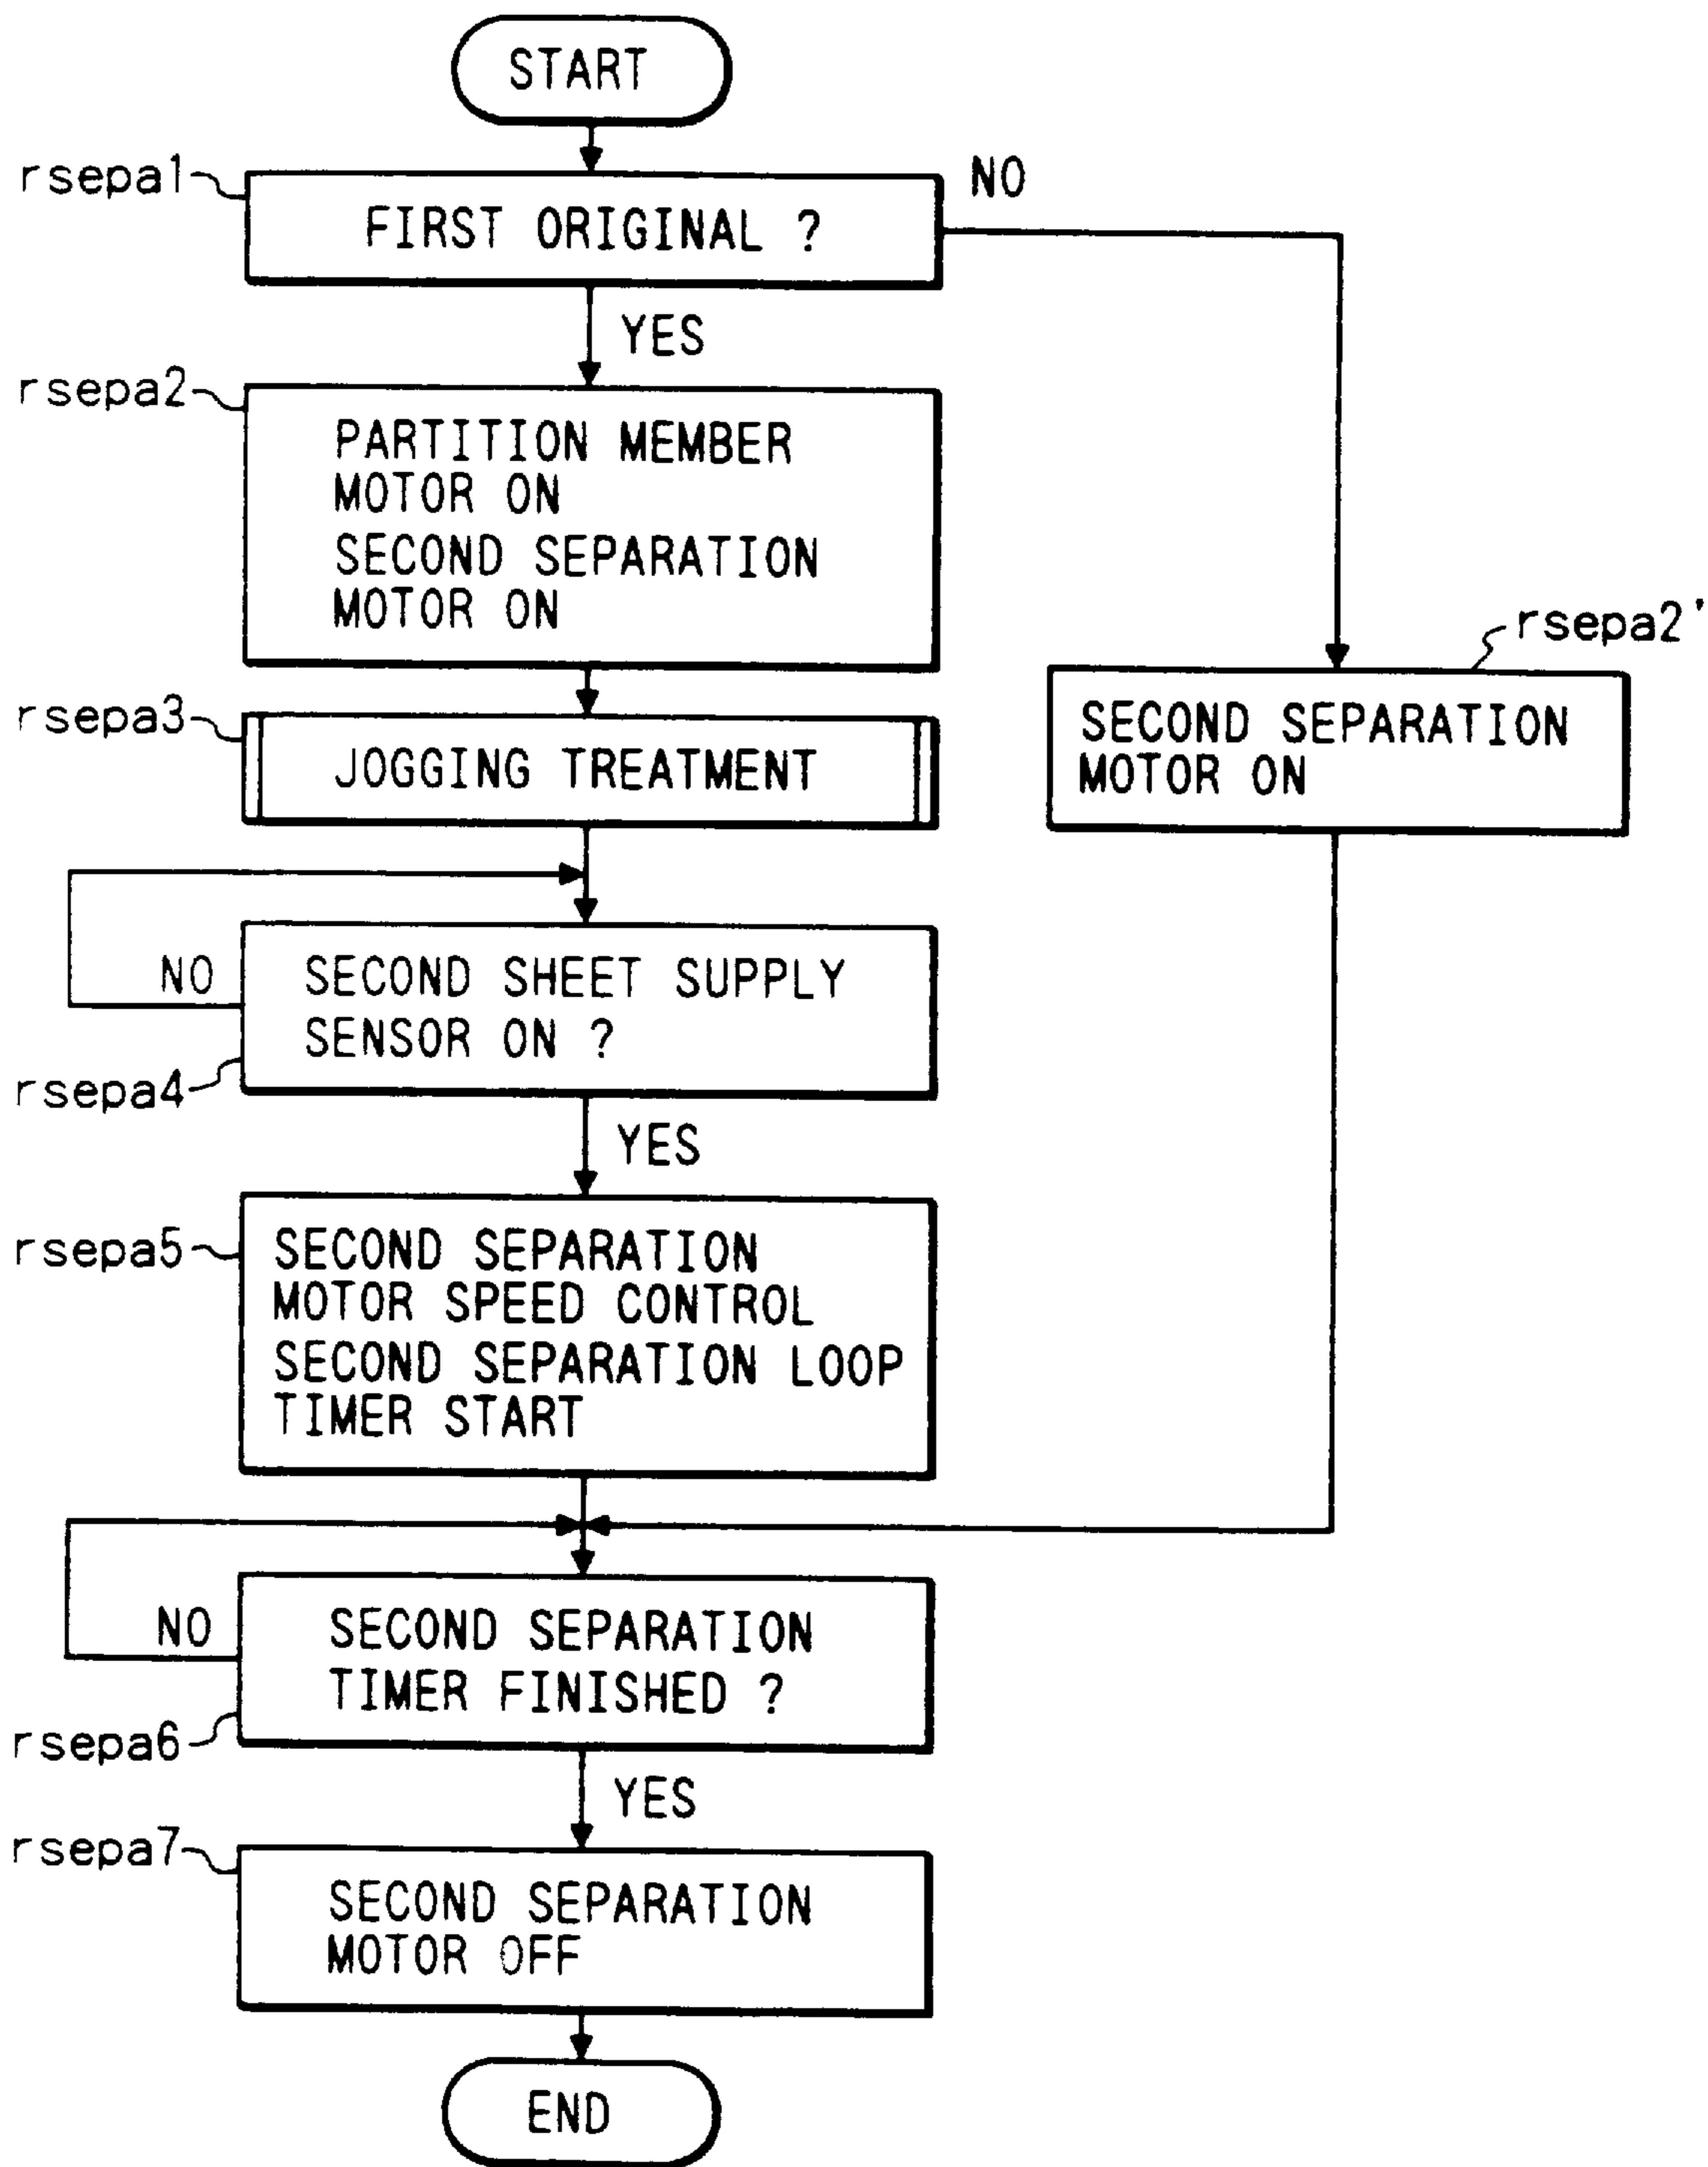 START
rsepa1
NO
FIRST ORIGINAL ?
YES
rsepa2
PARTITION MEMBER
MOTOR ON
SECOND SEPARATION
MOTOR ON
rsepa2'
SECOND SEPARATION
MOTOR ON
rsepa3
JOGGING TREATMENT
NO
SECOND SHEET SUPPLY
SENSOR ON ?
rsepa4
YES
rsepa5
SECOND SEPARATION
MOTOR SPEED CONTROL
SECOND SEPARATION LOOP
TIMER START
NO
SECOND SEPARATION
TIMER FINISHED ?
rsepa6
YES
rsepa7
SECOND SEPARATION
MOTOR OFF
END